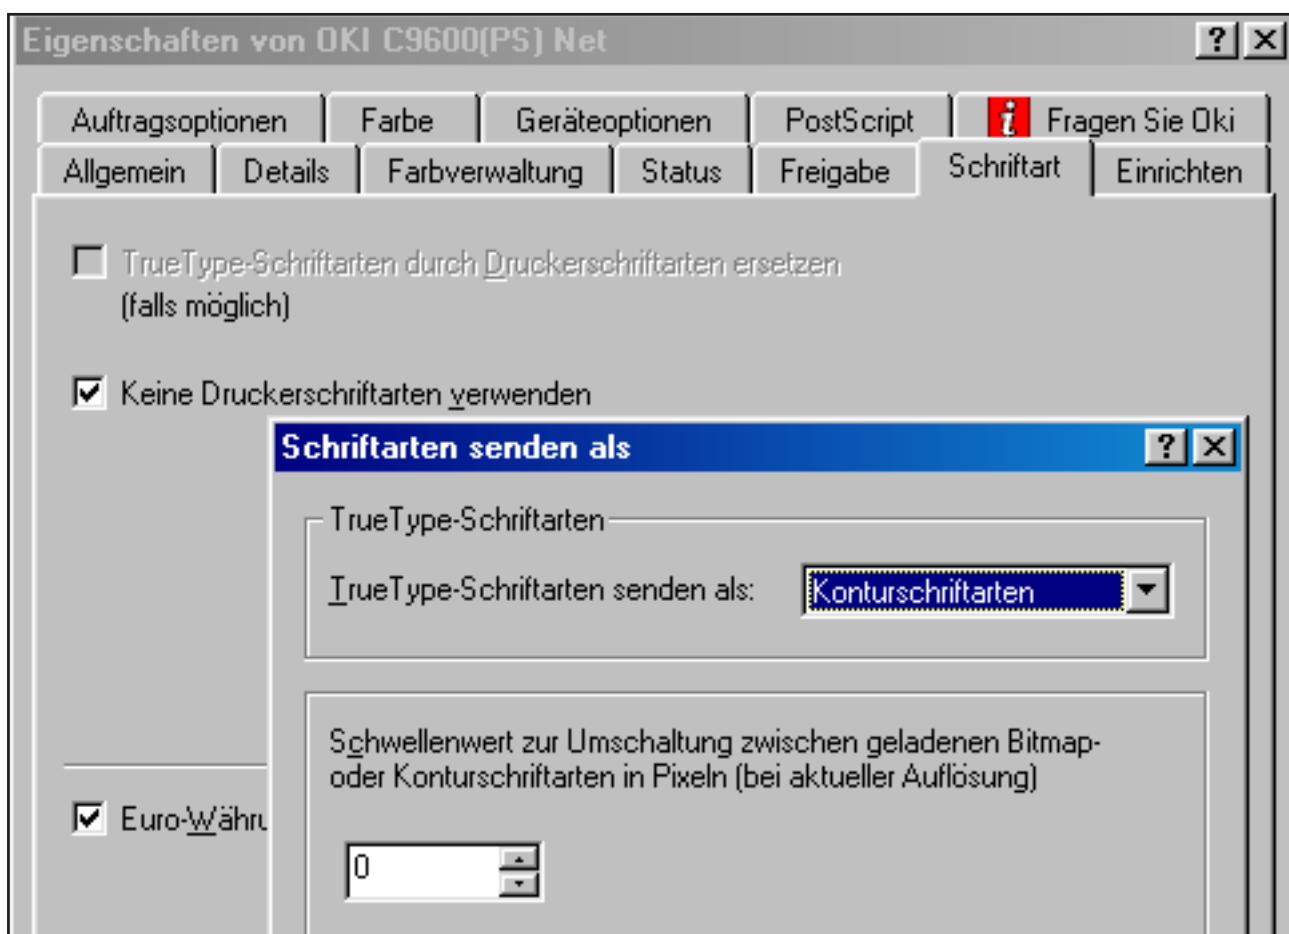 Eigenschaften von OKI C9600(PS) Net
Auftragsoptionen Farbe Geräteoptionen PostScript i Fragen Sie Oki
Allgemein Details Farbverwaltung Status Freigabe Schriftart Einrichten
TrueType-Schriftarten durch Druckerschriftarten ersetzen
(falls möglich)
Keine Druckerschriftarten verwenden
Schriftarten senden als
TrueType-Schriftarten
TrueType-Schriftarten senden als: Konturschriftarten
Schwellenwert zur Umschaltung zwischen geladenen Bitmap-
oder Konturschriftarten in Pixeln (bei aktueller Auflösung)
Euro-Währu
0